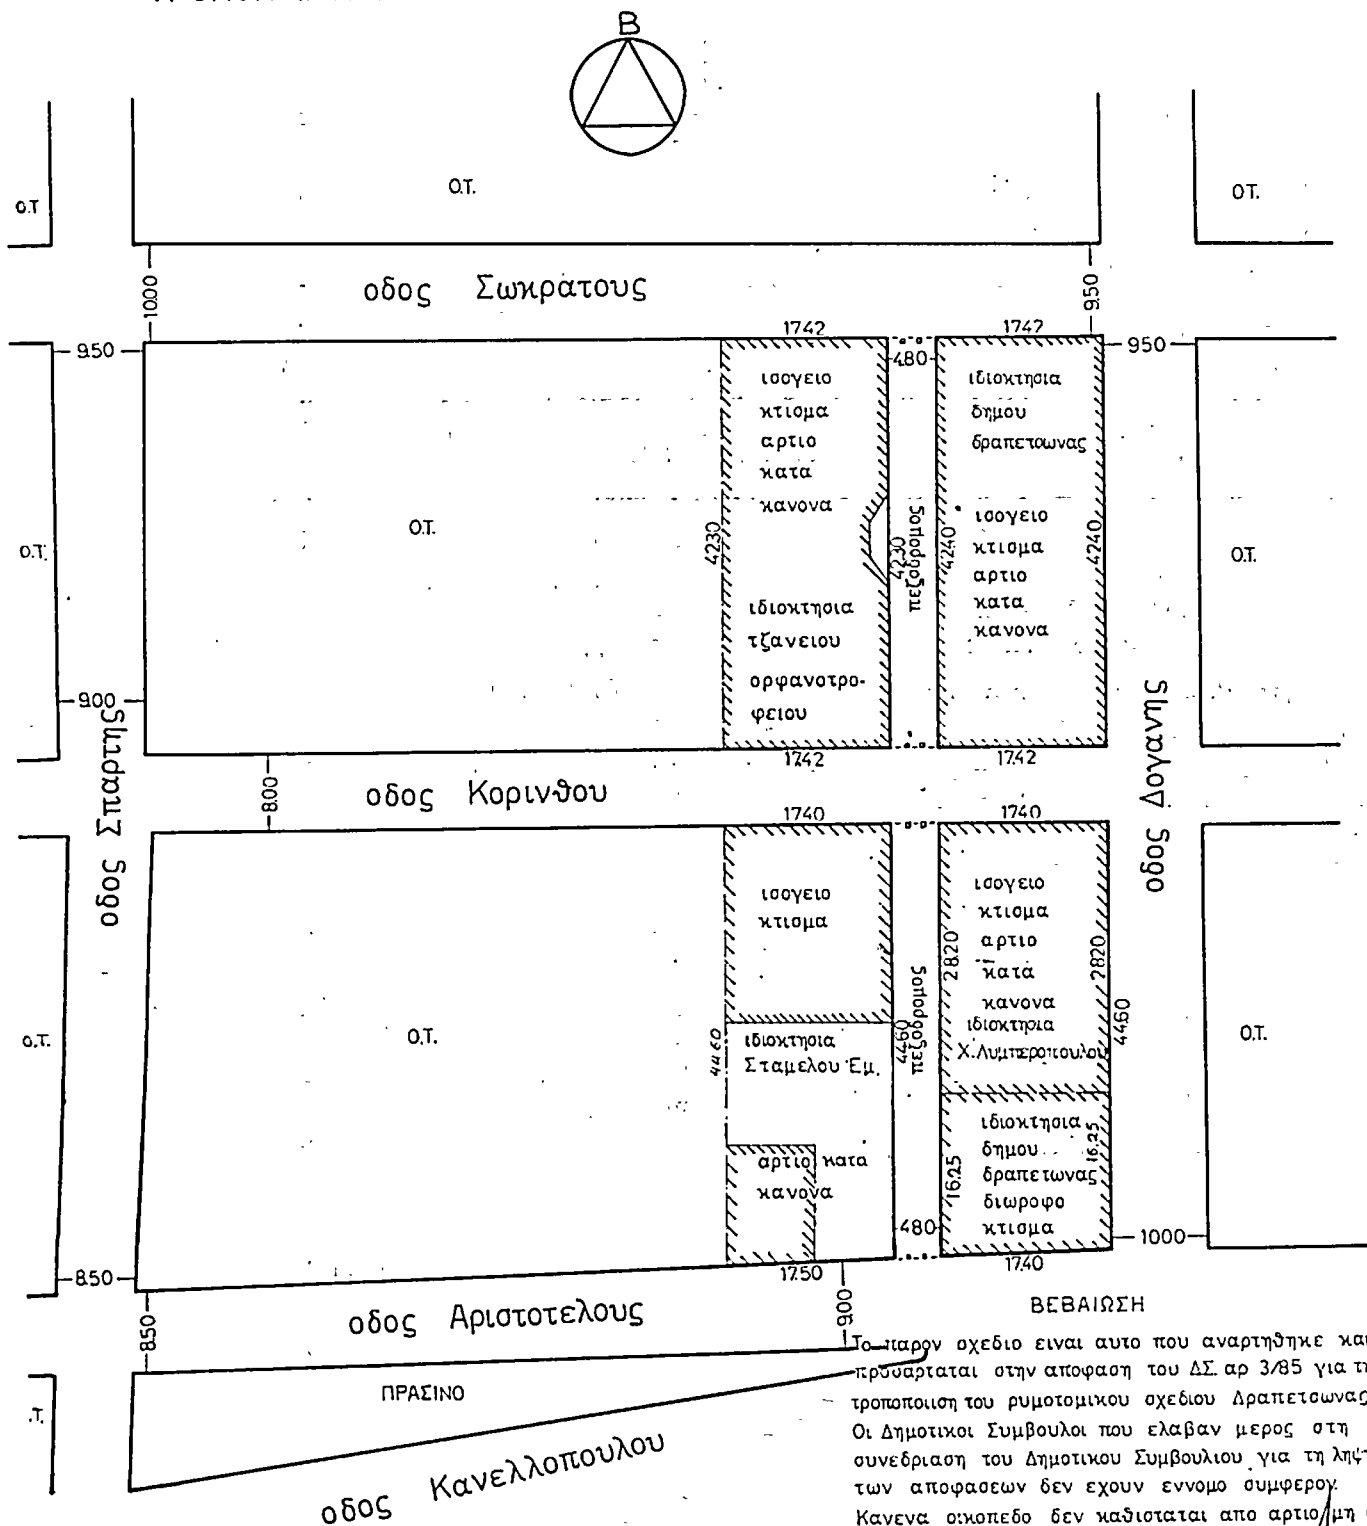 Β
Ο.Τ
Ο.Τ.
Ο.Τ.
10.00
οδος Σωκρατους
9.50
17.42
17.42
9.50
4.80
950
ισογειο
κτισμα
αρτιο
κατα
κανονα
ιδιοκτησια
δημου
δραπετσωνας
Ο.Τ.
Ο.Τ.
42.30
42.30
πεζοδρομος
42.40
ισογειο
κτισμα
αρτιο
κατα
κανονα
42.40
Ο.Τ.
ιδιοκτησια
τζανειου
ορφανοτρο-
φειου
9.00
οδος Σπαρτης
οδος Δογανης
17.42
17.42
8.00
οδος Κορινθου
17.40
17.40
ισογειο
κτισμα
ισογειο
κτισμα
αρτιο
κατα
κανονα
ιδιοκτησια
Χ.Λυμπεροπουλου
28.20
28.20
44.60
Ο.Τ.
Ο.Τ.
44.60
ιδιοκτησια
Σταμελου Εμ.
44.60
πεζοδρομος
Ο.Τ.
αρτιο κατα
κανονα
ιδιοκτησια
δημου
δραπετωνας
διωροφο
κτισμα
16.25
16.25
4.80
1000
8.50
17.50
17.40
8.50
οδος Αριστοτελους
9.00
ΠΡΑΣΙΝΟ
.Τ.
οδος Κανελλοπουλου
ΒΕΒΑΙΩΣΗ
Το παρον σχεδιο ειναι αυτο που αναρτηθηκε και
προσαρταται στην αποφαση του ΔΣ. αρ 3/85 για τη
τροποποιιση του ρυμοτομικου σχεδιου Δραπετσωνας
Οι Δημοτικοι Συμβουλοι που ελαβαν μερος στη
συνεδριαση του Δημοτικου Συμβουλιου για τη ληψ
των αποφασεων δεν εχουν εννομο συμφερον.
Κανενα οικοπεδο δεν καθισταται απο αρτιο μη